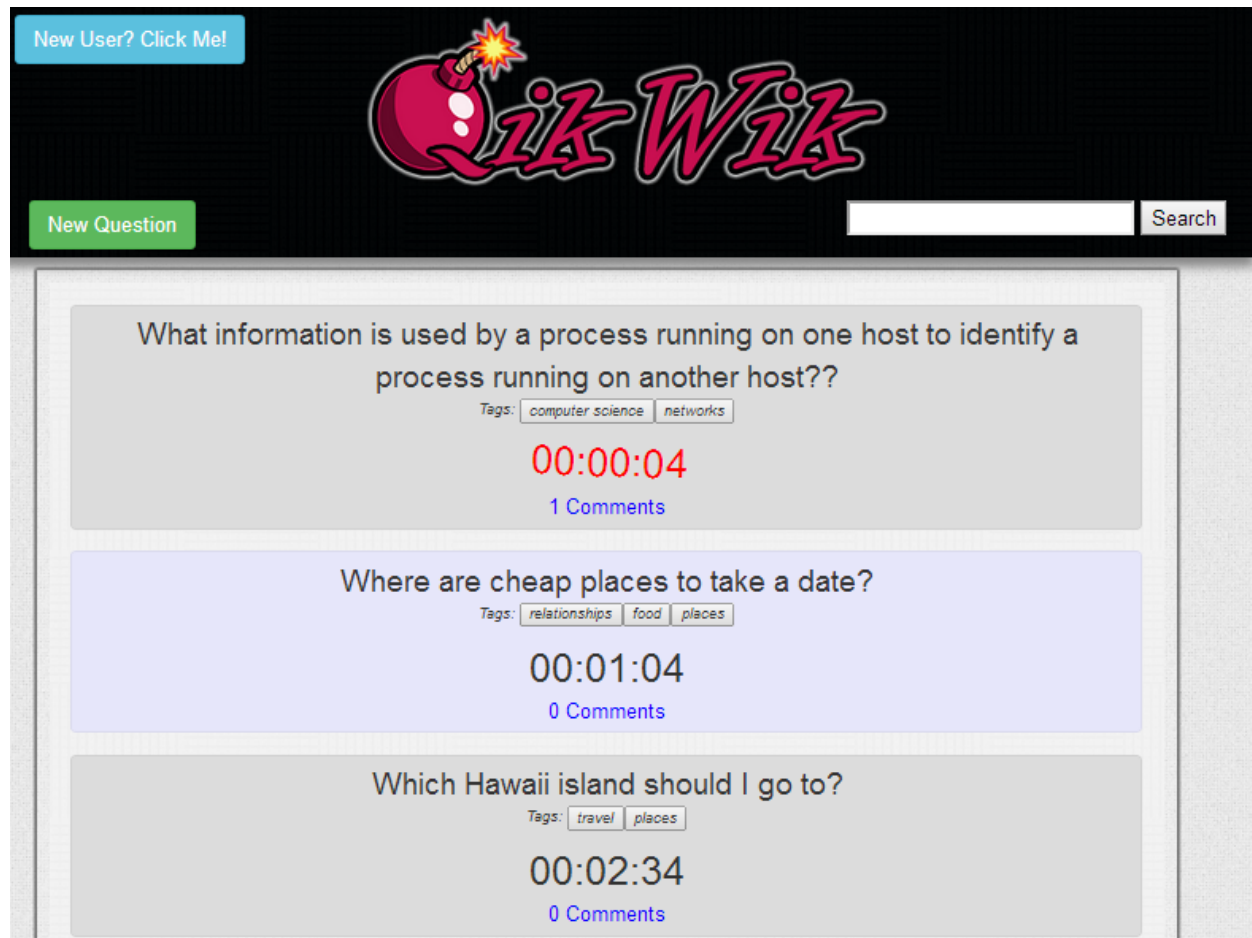 New User? Click Me!
Qik Wik
New Question
Search
What information is used by a process running on one host to identify a
process running on another host??
Tags: computer science networks
00:00:04
1 Comments
Where are cheap places to take a date?
Tags: relationships food places
00:01:04
0 Comments
Which Hawaii island should I go to?
Tags: travel places
00:02:34
0 Comments